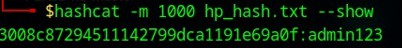 $hashcat -m 1000 hp_hash.txt --show
3008c87294511142799dca1191e69a0f:admin123